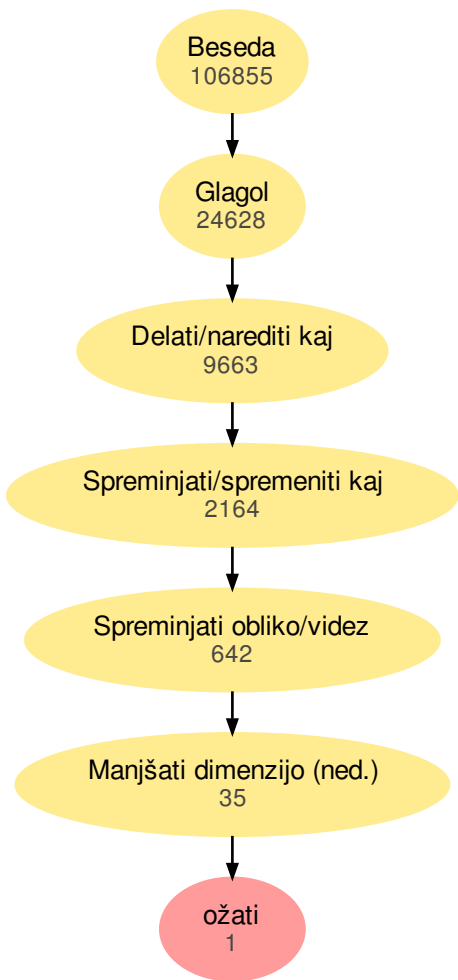 Beseda
106855
Glagol
24628
Delati/narediti kaj
9663
Spreminjati/spremeniti kaj
2164
Spreminjati obliko/videz
642
Manjšati dimenzijo (ned.)
35
ožati
1